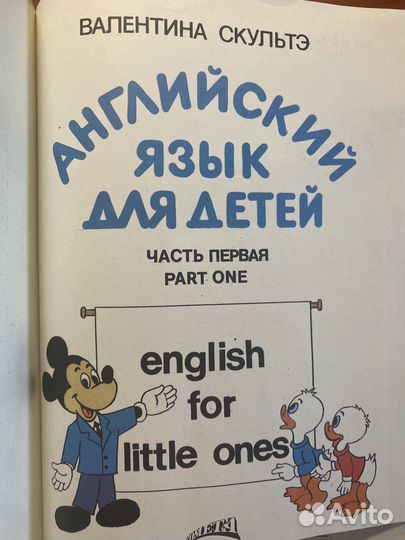 ВАЛЕНТИНА СКУЛЬТЭ
АНГЛИЙСКИЙ
ЯЗЫК
ДЛЯ ДЕТЕЙ
ЧАСТЬ ПЕРВАЯ
PART ONE
english
for
little ones
Avito